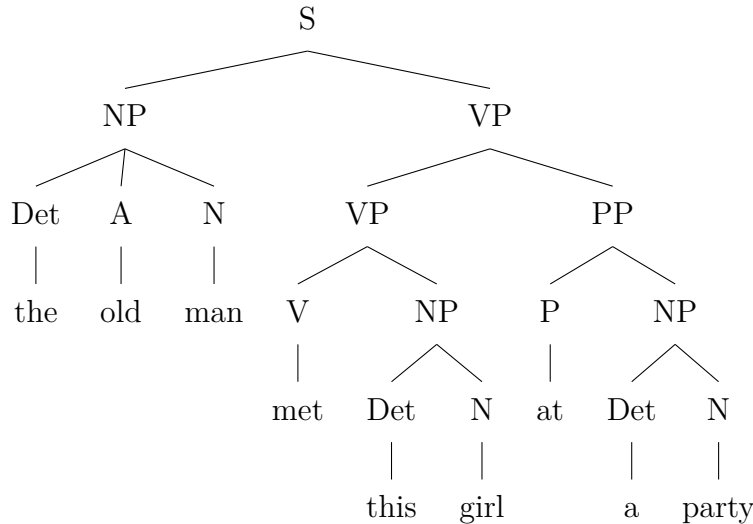 S
NP VP
Det A N VP PP
the old man V NP P NP
met Det N at Det N
this girl a party